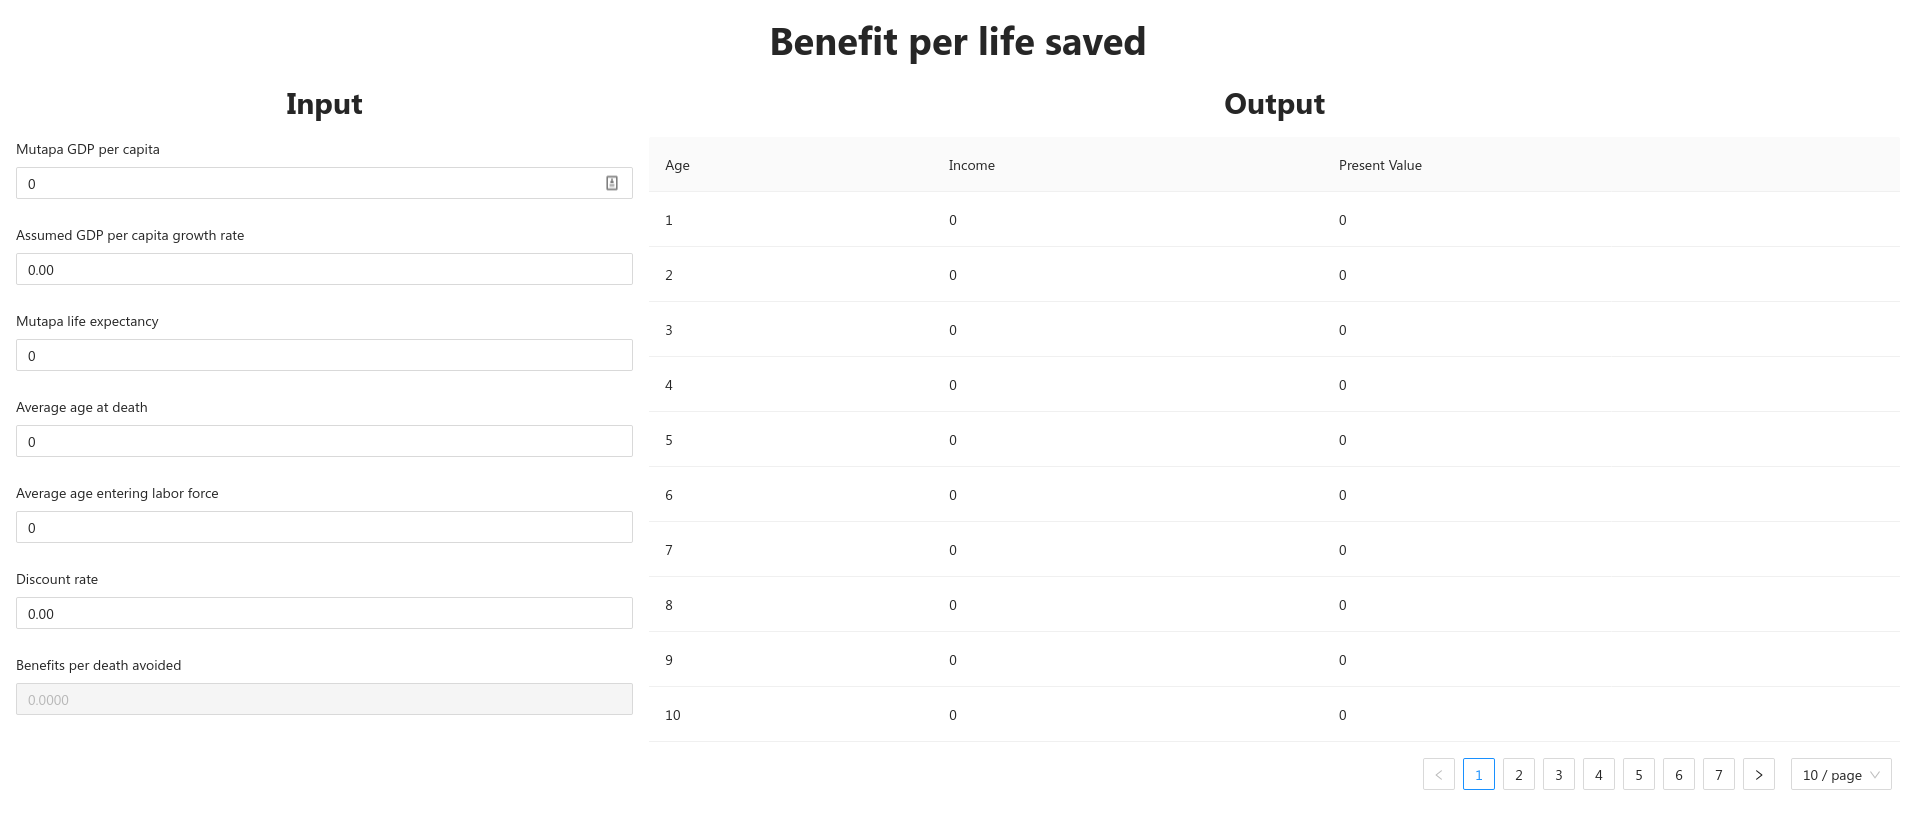 Benefit per life saved
Input
Mutapa GDP per capita
0
Assumed GDP per capita growth rate
0.00
Mutapa life expectancy
0
Average age at death
0
Average age entering labor force
0
Discount rate
0.00
Benefits per death avoided
0.0000
Output
Age Income Present Value
1 0 0
2 0 0
3 0 0
4 0 0
5 0 0
6 0 0
7 0 0
8 0 0
9 0 0
10 0 0
< 1 2 3 4 5 6 7 > 10 / page